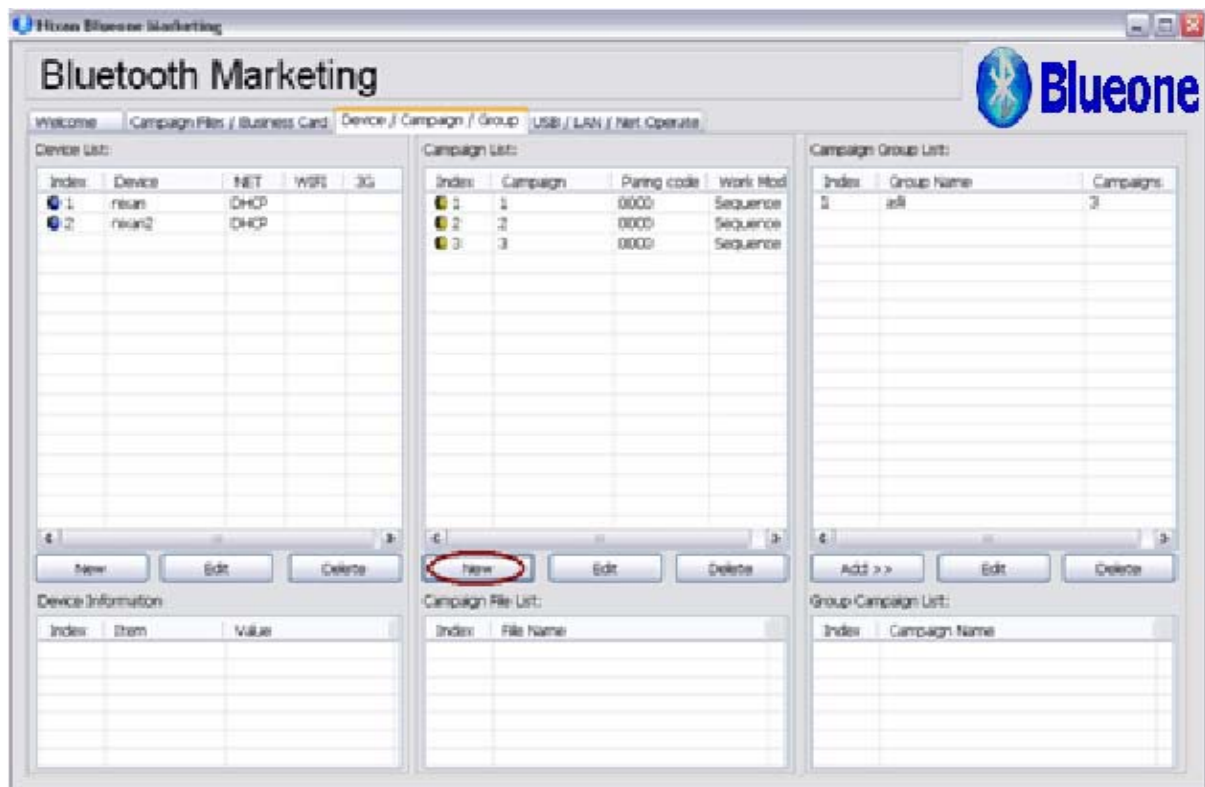 Bluetooth Marketing
Blueone
Welcome Campaign Files / Business Card Device / Campaign / Group USB / LAN / Net Operate
Device List:
Index Device NET WIFI 3G
1 DHCP
2 DHCP
New Edit Delete
Device Information
Index Item Value
Campaign List:
Index Campaign Paring code Work Mod
1 1 0000 Sequence
2 2 0000 Sequence
3 3 0000 Sequence
New Edit Delete
Campaign File List:
Index File Name
Campaign Group List:
Index Group Name Campaigns
1 3
Add >> Edit Delete
Group Campaign List:
Index Campaign Name